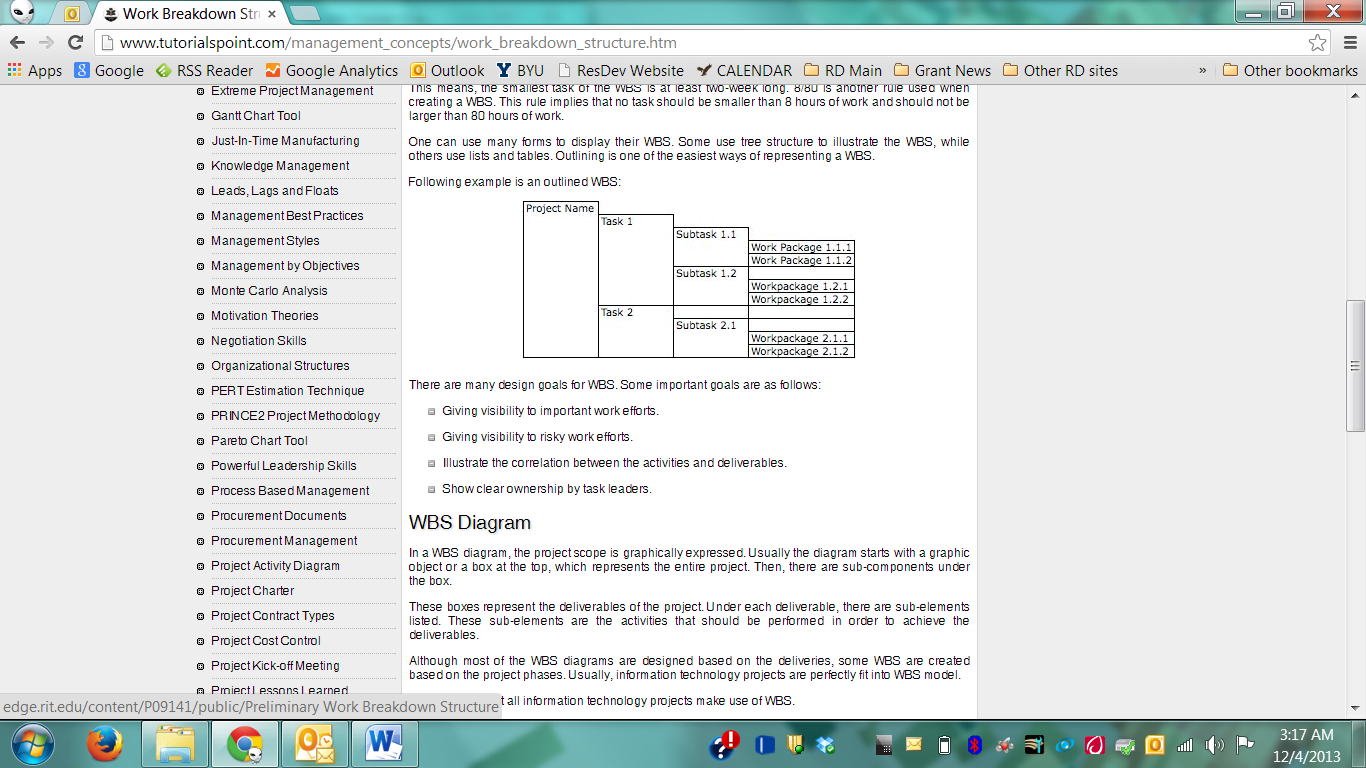 Work Breakdown Str
www.tutorialspoint.com/management_concepts/work_breakdown_structure.htm
Apps Google RSS Reader Google Analytics Outlook BYU ResDev Website CALENDAR RD Main Grant News Other RD sites » Other bookmarks
Extreme Project Management
Gantt Chart Tool
Just-In-Time Manufacturing
Knowledge Management
Leads, Lags and Floats
Management Best Practices
Management Styles
Management by Objectives
Monte Carlo Analysis
Motivation Theories
Negotiation Skills
Organizational Structures
PERT Estimation Technique
PRINCE2 Project Methodology
Pareto Chart Tool
Powerful Leadership Skills
Process Based Management
Procurement Documents
Procurement Management
Project Activity Diagram
Project Charter
Project Contract Types
Project Cost Control
Project Kick-off Meeting
Project Lessons Learned
This means, the smallest task of the WBS is at least two-week long. 8/80 is another rule used when
creating a WBS. This rule implies that no task should be smaller than 8 hours of work and should not be
larger than 80 hours of work.
One can use many forms to display their WBS. Some use tree structure to illustrate the WBS, while
others use lists and tables. Outlining is one of the easiest ways of representing a WBS.
Following example is an outlined WBS:
Project Name
Task 1
Subtask 1.1
Work Package 1.1.1
Work Package 1.1.2
Subtask 1.2
Workpackage 1.2.1
Workpackage 1.2.2
Task 2
Subtask 2.1
Workpackage 2.1.1
Workpackage 2.1.2
There are many design goals for WBS. Some important goals are as follows:
Giving visibility to important work efforts.
Giving visibility to risky work efforts.
Illustrate the correlation between the activities and deliverables.
Show clear ownership by task leaders.
WBS Diagram
In a WBS diagram, the project scope is graphically expressed. Usually the diagram starts with a graphic
object or a box at the top, which represents the entire project. Then, there are sub-components under
the box.
These boxes represent the deliverables of the project. Under each deliverable, there are sub-elements
listed. These sub-elements are the activities that should be performed in order to achieve the
deliverables.
Although most of the WBS diagrams are designed based on the deliveries, some WBS are created
based on the project phases. Usually, information technology projects are perfectly fit into WBS model.
t all information technology projects make use of WBS.
edge.rit.edu/content/P09141/public/Preliminary Work Breakdown Structure
3:17 AM
12/4/2013